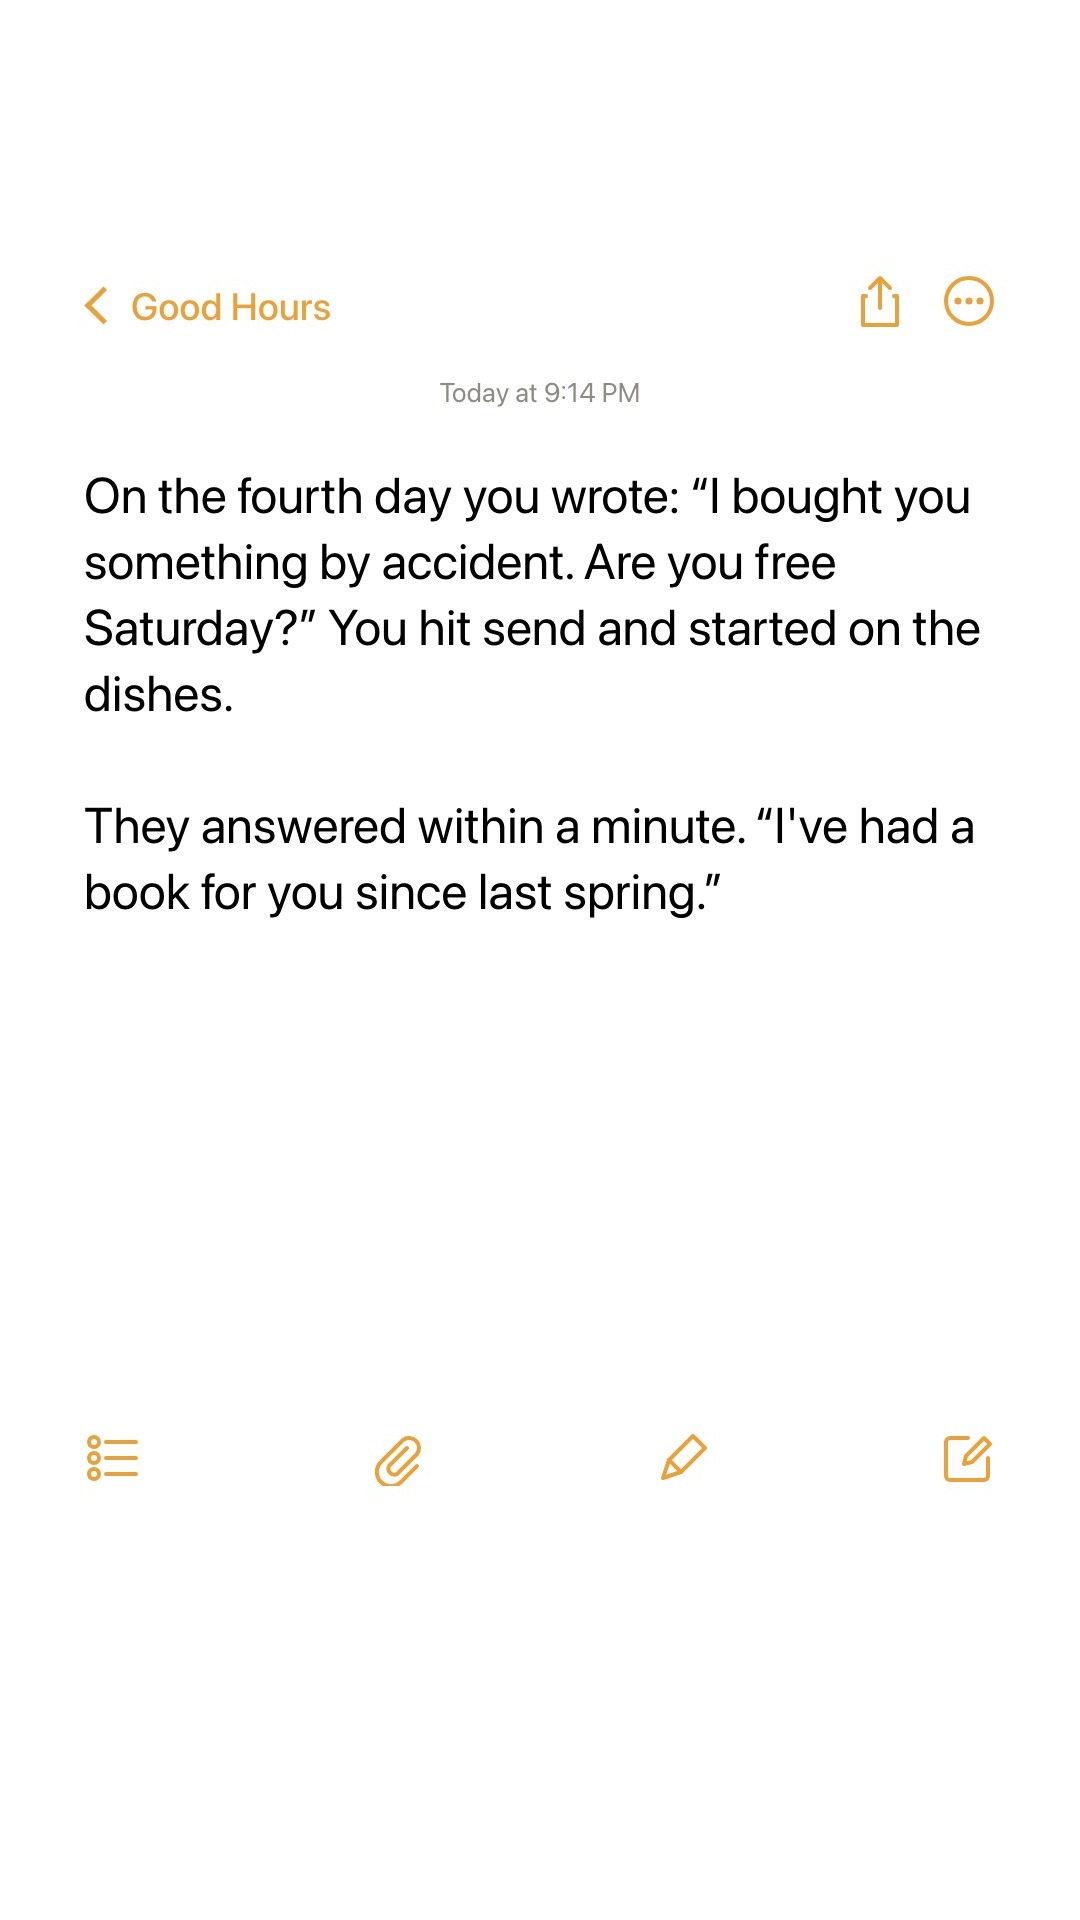 Good Hours
Today at 9:14 PM
On the fourth day you wrote: “I bought you
something by accident. Are you free
Saturday?” You hit send and started on the
dishes.
They answered within a minute. “I've had a
book for you since last spring.”